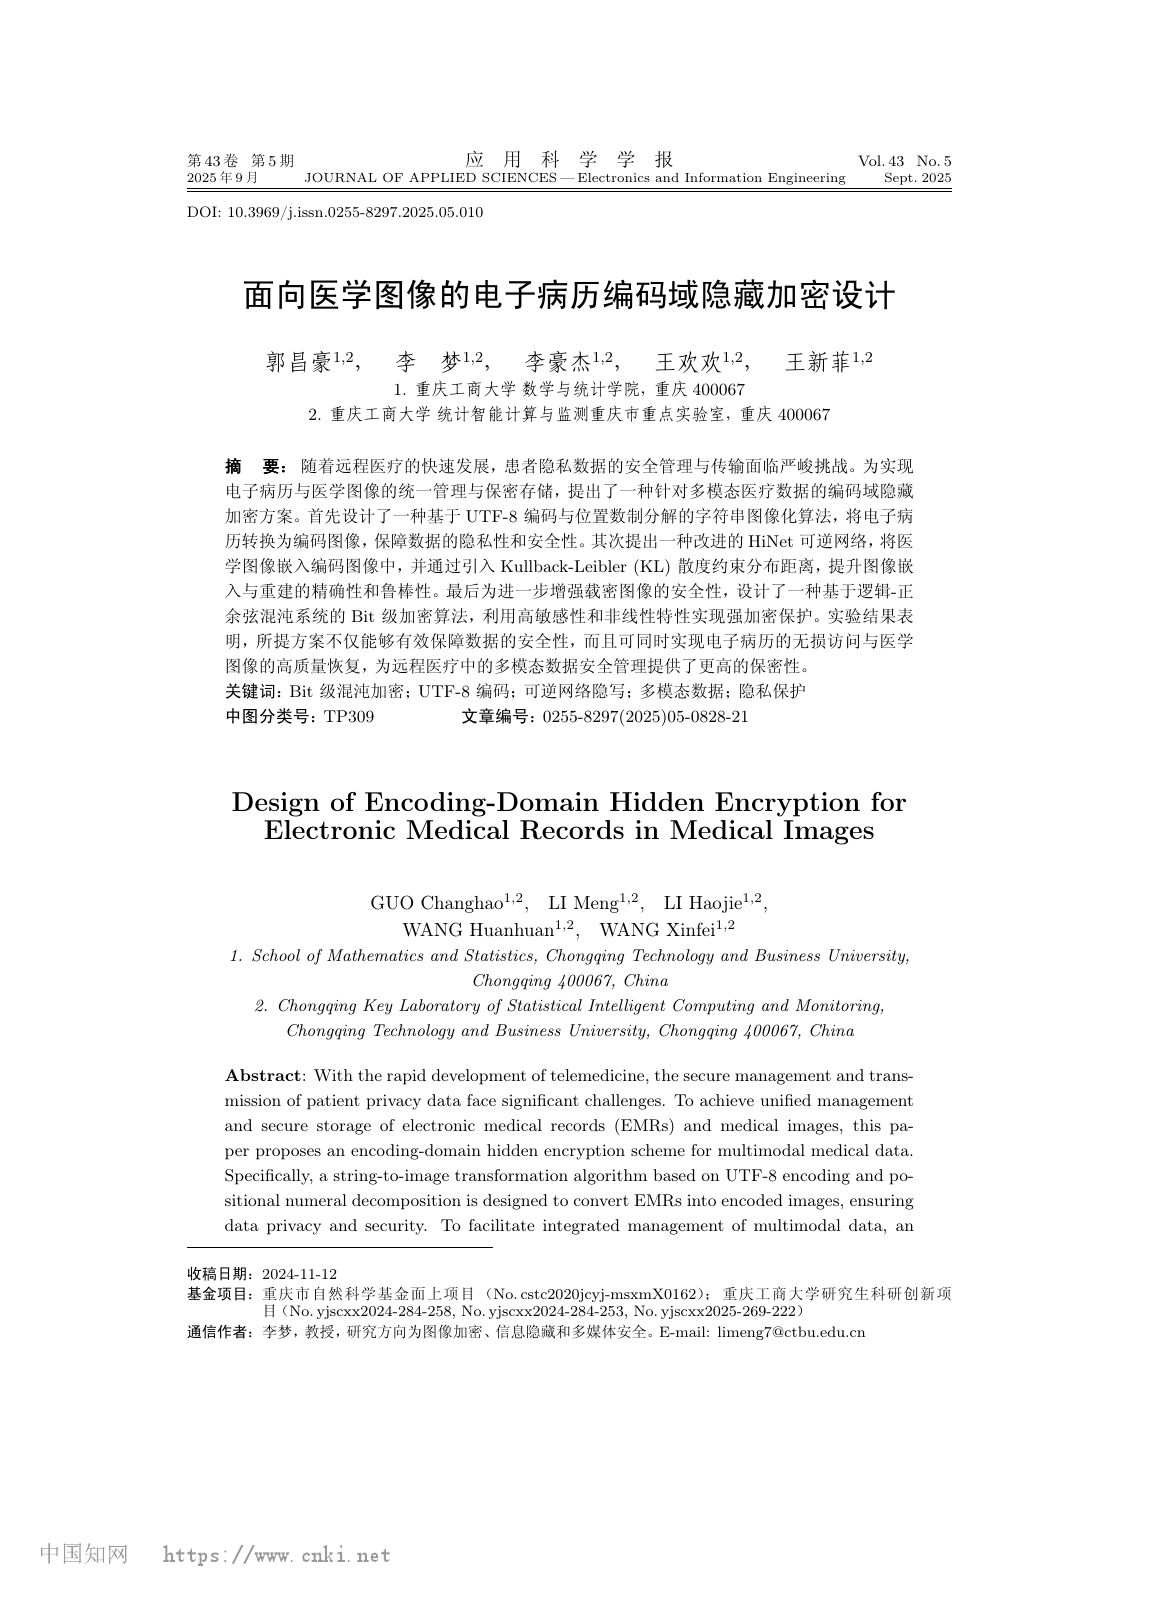 第 43 卷 第 5 期 应用科学学报 Vol. 43 No. 5
2025 年 9 月 JOURNAL OF APPLIED SCIENCES — Electronics and Information Engineering Sept. 2025
DOI: 10.3969/j.issn.0255-8297.2025.05.010
面向医学图像的电子病历编码域隐藏加密设计
郭昌豪1,2, 李 梦1,2, 李豪杰1,2, 王欢欢1,2, 王新菲1,2
1. 重庆工商大学 数学与统计学院, 重庆 400067
2. 重庆工商大学 统计智能计算与监测重庆市重点实验室, 重庆 400067
摘 要: 随着远程医疗的快速发展, 患者隐私数据的安全管理与传输面临严峻挑战。为实现
电子病历与医学图像的统一管理与保密存储, 提出了一种针对多模态医疗数据的编码域隐藏
加密方案。首先设计了一种基于 UTF-8 编码与位置数制分解的字符串图像化算法, 将电子病
历转换为编码图像, 保障数据的隐私性和安全性。其次提出一种改进的 HiNet 可逆网络, 将医
学图像嵌入编码图像中, 并通过引入 Kullback-Leibler (KL) 散度约束分布距离, 提升图像嵌
入与重建的精确性和鲁棒性。最后为进一步增强载密图像的安全性, 设计了一种基于逻辑-正
余弦混沌系统的 Bit 级加密算法, 利用高敏感性和非线性特性实现强加密保护。实验结果表
明, 所提方案不仅能够有效保障数据的安全性, 而且可同时实现电子病历的无损访问与医学
图像的高质量恢复, 为远程医疗中的多模态数据安全管理提供了更高的保密性。
关键词: Bit 级混沌加密; UTF-8 编码; 可逆网络隐写; 多模态数据; 隐私保护
中图分类号: TP309 文章编号: 0255-8297(2025)05-0828-21
Design of Encoding-Domain Hidden Encryption for
Electronic Medical Records in Medical Images
GUO Changhao1,2, LI Meng1,2, LI Haojie1,2,
WANG Huanhuan1,2, WANG Xinfei1,2
1. School of Mathematics and Statistics, Chongqing Technology and Business University,
Chongqing 400067, China
2. Chongqing Key Laboratory of Statistical Intelligent Computing and Monitoring,
Chongqing Technology and Business University, Chongqing 400067, China
Abstract: With the rapid development of telemedicine, the secure management and trans-
mission of patient privacy data face significant challenges. To achieve unified management
and secure storage of electronic medical records (EMRs) and medical images, this pa-
per proposes an encoding-domain hidden encryption scheme for multimodal medical data.
Specifically, a string-to-image transformation algorithm based on UTF-8 encoding and po-
sitional numeral decomposition is designed to convert EMRs into encoded images, ensuring
data privacy and security. To facilitate integrated management of multimodal data, an
收稿日期: 2024-11-12
基金项目: 重庆市自然科学基金面上项目 (No. cstc2020jcyj-msxmX0162); 重庆工商大学研究生科研创新项
目 (No. yjscxx2024-284-258, No. yjscxx2024-284-253, No. yjscxx2025-269-222)
通信作者: 李梦, 教授, 研究方向为图像加密、信息隐藏和多媒体安全。E-mail: limeng7@ctbu.edu.cn
中国知网 https://www.cnki.net